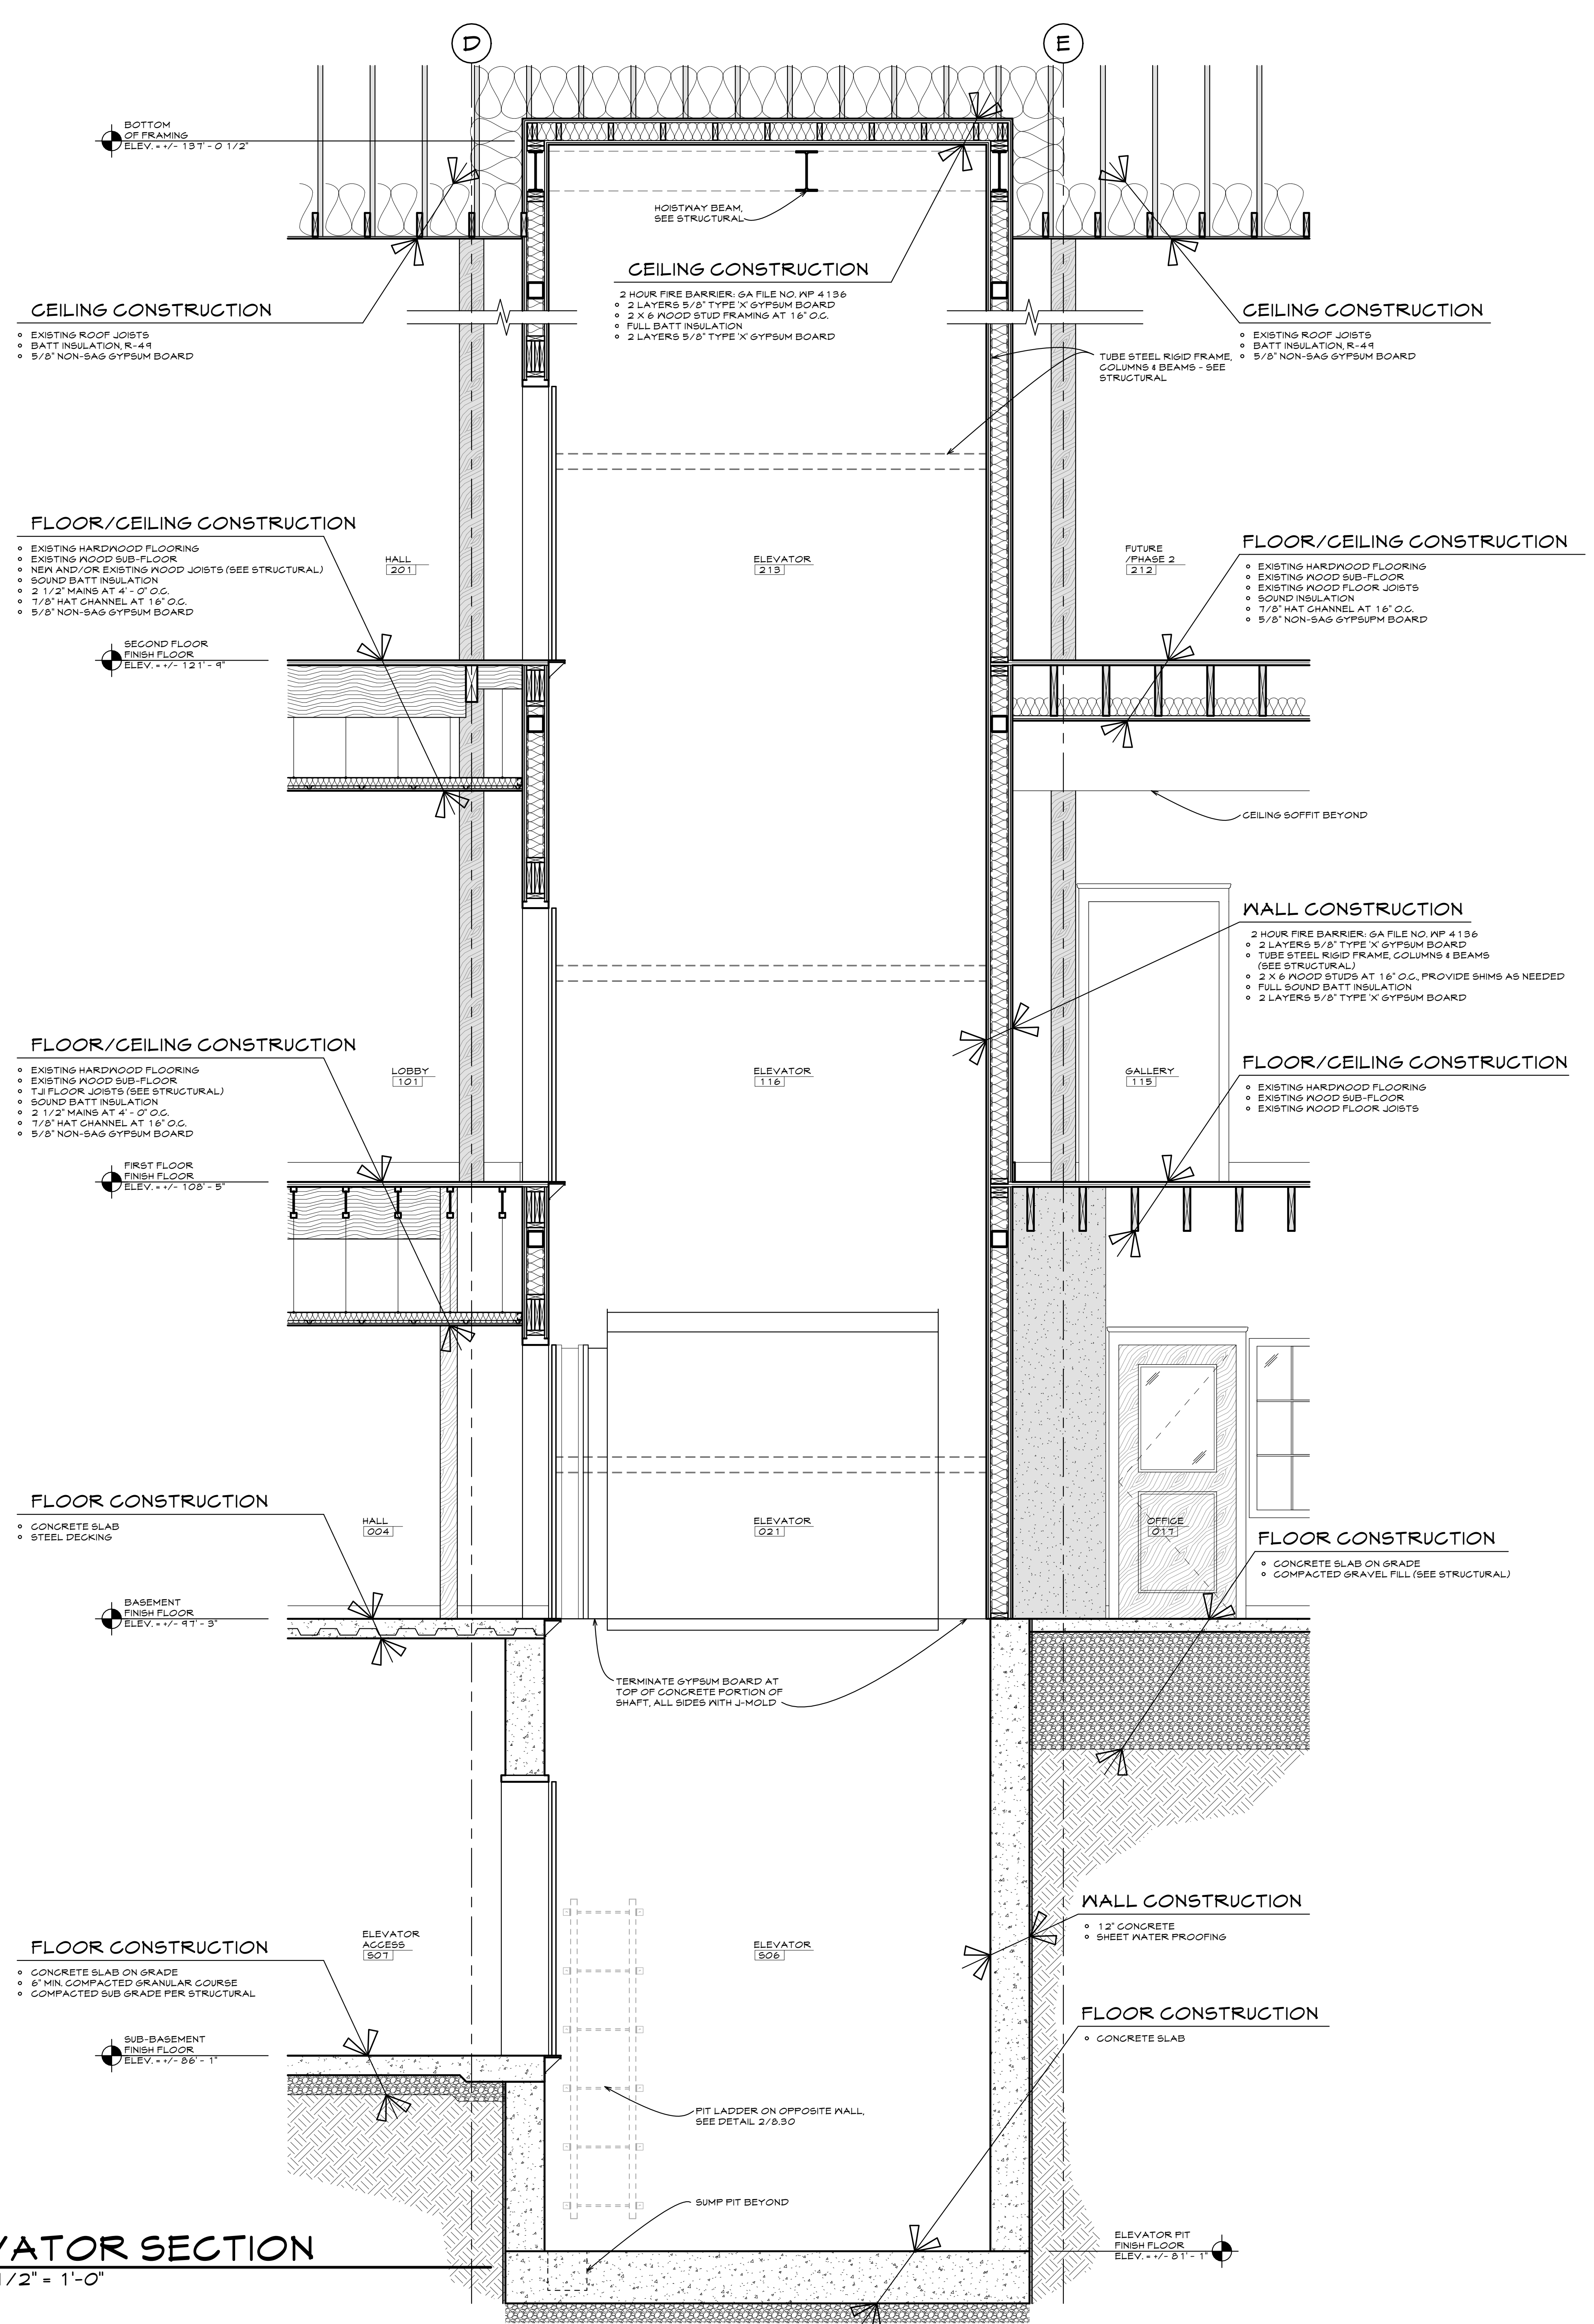 D
E
BOTTOM
OF FRAMING
ELEV. = +/- 137' - 0 1/2"
HOISTWAY BEAM,
SEE STRUCTURAL
CEILING CONSTRUCTION
2 HOUR FIRE BARRIER: GA FILE NO. WP 4136
2 LAYERS 5/8" TYPE 'X' GYPSUM BOARD
2 X 6 WOOD STUD FRAMING AT 16" O.C.
FULL BATT INSULATION
2 LAYERS 5/8" TYPE 'X' GYPSUM BOARD
CEILING CONSTRUCTION
EXISTING ROOF JOISTS
BATT INSULATION, R-49
5/8" NON-SAG GYPSUM BOARD
CEILING CONSTRUCTION
EXISTING ROOF JOISTS
BATT INSULATION, R-49
5/8" NON-SAG GYPSUM BOARD
TUBE STEEL RIGID FRAME,
COLUMNS & BEAMS - SEE
STRUCTURAL
FLOOR/CEILING CONSTRUCTION
EXISTING HARDWOOD FLOORING
EXISTING WOOD SUB-FLOOR
NEW AND/OR EXISTING WOOD JOISTS (SEE STRUCTURAL)
SOUND BATT INSULATION
2 1/2" MAINS AT 4' - 0" O.C.
7/8" HAT CHANNEL AT 16" O.C.
5/8" NON-SAG GYPSUM BOARD
HALL
201
ELEVATOR
213
FUTURE
/PHASE 2
212
FLOOR/CEILING CONSTRUCTION
EXISTING HARDWOOD FLOORING
EXISTING WOOD SUB-FLOOR
EXISTING WOOD FLOOR JOISTS
SOUND INSULATION
7/8" HAT CHANNEL AT 16" O.C.
5/8" NON-SAG GYPSUPM BOARD
SECOND FLOOR
FINISH FLOOR
ELEV. = +/- 121' - 9"
CEILING SOFFIT BEYOND
WALL CONSTRUCTION
2 HOUR FIRE BARRIER: GA FILE NO. WP 4136
2 LAYERS 5/8" TYPE 'X' GYPSUM BOARD
TUBE STEEL RIGID FRAME, COLUMNS & BEAMS
(SEE STRUCTURAL)
2 X 6 WOOD STUDS AT 16" O.C., PROVIDE SHIMS AS NEEDED
FULL SOUND BATT INSULATION
2 LAYERS 5/8" TYPE 'X' GYPSUM BOARD
FLOOR/CEILING CONSTRUCTION
EXISTING HARDWOOD FLOORING
EXISTING WOOD SUB-FLOOR
TJI FLOOR JOISTS (SEE STRUCTURAL)
SOUND BATT INSULATION
2 1/2" MAINS AT 4' - 0" O.C.
7/8" HAT CHANNEL AT 16" O.C.
5/8" NON-SAG GYPSUM BOARD
LOBBY
101
ELEVATOR
116
GALLERY
115
FLOOR/CEILING CONSTRUCTION
EXISTING HARDWOOD FLOORING
EXISTING WOOD SUB-FLOOR
EXISTING WOOD FLOOR JOISTS
FIRST FLOOR
FINISH FLOOR
ELEV. = +/- 108' - 5"
FLOOR CONSTRUCTION
CONCRETE SLAB
STEEL DECKING
HALL
004
ELEVATOR
021
OFFICE
017
FLOOR CONSTRUCTION
CONCRETE SLAB ON GRADE
COMPACTED GRAVEL FILL (SEE STRUCTURAL)
BASEMENT
FINISH FLOOR
ELEV. = +/- 97' - 3"
TERMINATE GYPSUM BOARD AT
TOP OF CONCRETE PORTION OF
SHAFT, ALL SIDES WITH J-MOLD
WALL CONSTRUCTION
12" CONCRETE
SHEET WATER PROOFING
ELEVATOR
ACCESS
S07
ELEVATOR
S06
FLOOR CONSTRUCTION
CONCRETE SLAB ON GRADE
6" MIN. COMPACTED GRANULAR COURSE
COMPACTED SUB GRADE PER STRUCTURAL
FLOOR CONSTRUCTION
CONCRETE SLAB
SUB-BASEMENT
FINISH FLOOR
ELEV. = +/- 86' - 1"
PIT LADDER ON OPPOSITE WALL,
SEE DETAIL 2/8.30
SUMP PIT BEYOND
ELEVATOR PIT
FINISH FLOOR
ELEV. = +/- 81' - 1"
VATOR SECTION
1/2" = 1'-0"